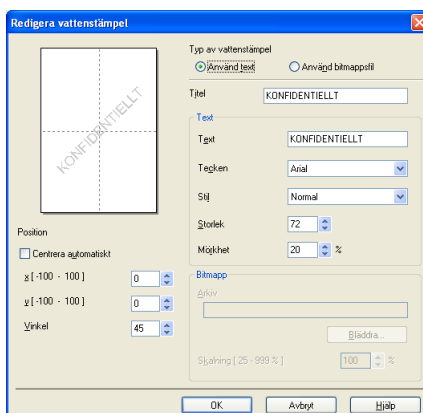 Redigera vattenstämpel
Typ av vattenstämpel
Använd text
Använd bitmappsfil
Titel
KONFIDENTIELLT
Text
Text
KONFIDENTIELLT
Tecken
Arial
Stil
Normal
Storlek
72
Mörkhet
20
%
KONFIDENTIELLT
Position
Centrera automatiskt
x [ -100 - 100 ]
0
y [ -100 - 100 ]
0
Vinkel
45
Bitmapp
Arkiv
Bläddra...
Skalning [ 25 - 999 % ]
100
%
OK
Avbryt
Hjälp